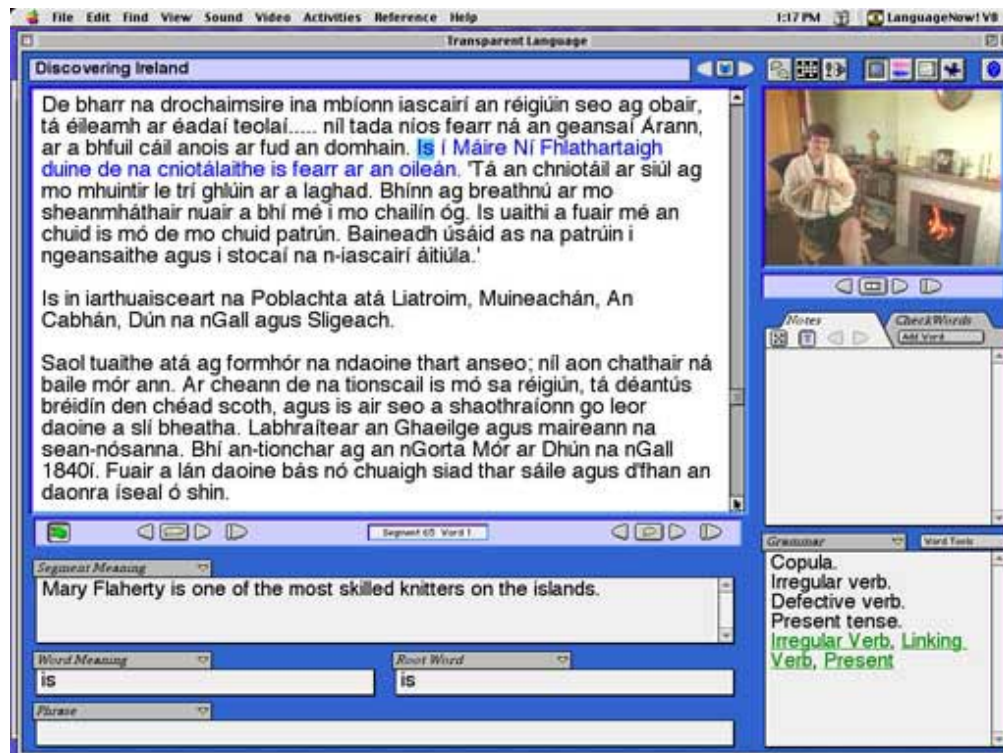 File Edit Find View Sound Video Activities Reference Help 1:17 PM LanguageNow! V8
Transparent Language
Discovering Ireland
De bharr na drochaimsire ina mbíonn iascairí an réigiúin seo ag obair,
tá éileamh ar éadaí teolaí..... níl tada níos fearr ná an geansaí Árann,
ar a bhfuil cáil anois ar fud an domhain. Is í Máire Ní Fhlathartaigh
duine de na cniotálaithe is fearr ar an oileán. 'Tá an chniotáil ar siúl ag
mo mhuintir le trí ghlúin ar a laghad. Bhínn ag breathnú ar mo
sheanmháthair nuair a bhí mé i mo chailín óg. Is uaithi a fuair mé an
chuid is mó de mo chuid patrún. Baineadh úsáid as na patrúin i
ngeansaithe agus i stocaí na n-iascairí áitiúla.'
Is in iarthuaisceart na Poblachta atá Liatroim, Muineachán, An
Cabhán, Dún na nGall agus Sligeach.
Saol tuaithe atá ag formhór na ndaoine thart anseo; níl aon chathair ná
baile mór ann. Ar cheann de na tionscail is mó sa réigiún, tá déantús
bréidín den chéad scoth, agus is air seo a shaothraíonn go leor
daoine a slí bheatha. Labhraítear an Ghaeilge agus maireann na
sean-nósanna. Bhí an-tionchar ag an nGorta Mór ar Dhún na nGall
1840í. Fuair a lán daoine bás nó chuaigh siad thar sáile agus d'fhan an
daonra íseal ó shin.
Segment 65 Word 1
Segment Meaning
Mary Flaherty is one of the most skilled knitters on the islands.
Word Meaning
is
Root Word
is
Phrase
Notes
CheckWords
Add Word
Grammar
Word Tools
Copula.
Irregular verb.
Defective verb.
Present tense.
Irregular Verb, Linking
Verb, Present